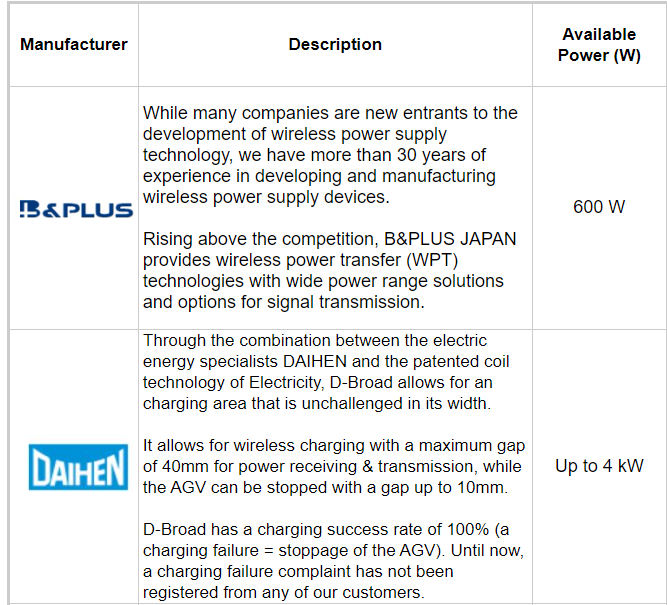 Manufacturer
Description
Available
Power (W)
B&PLUS
While many companies are new entrants to the
development of wireless power supply
technology, we have more than 30 years of
experience in developing and manufacturing
wireless power supply devices.
Rising above the competition, B&PLUS JAPAN
provides wireless power transfer (WPT)
technologies with wide power range solutions
and options for signal transmission.
600 W
DAIHEN
Through the combination between the electric
energy specialists DAIHEN and the patented coil
technology of Electricity, D-Broad allows for an
charging area that is unchallenged in its width.
It allows for wireless charging with a maximum gap
of 40mm for power receiving & transmission, while
the AGV can be stopped with a gap up to 10mm.
D-Broad has a charging success rate of 100% (a
charging failure = stoppage of the AGV). Until now,
a charging failure complaint has not been
registered from any of our customers.
Up to 4 kW